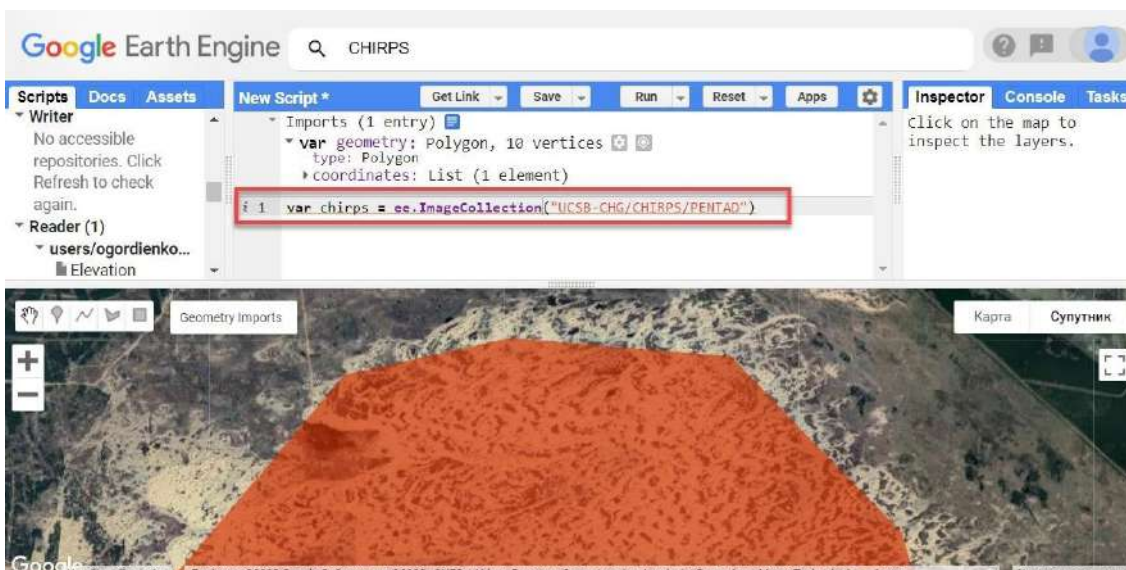 Google Earth Engine
CHIRPS
Scripts Docs Assets
Writer
No accessible
repositories. Click
Refresh to check
again.
Reader (1)
users/ogordienko...
Elevation
New Script *
Get Link Save Run Reset Apps
Imports (1 entry)
var geometry: Polygon, 10 vertices
type: Polygon
coordinates: List (1 element)
i 1 var chirps = ee.ImageCollection("UCSB-CHG/CHIRPS/PENTAD")
Inspector Console Tasks
Click on the map to
inspect the layers.
Geometry Imports
Карта Супутник
+
−
Google